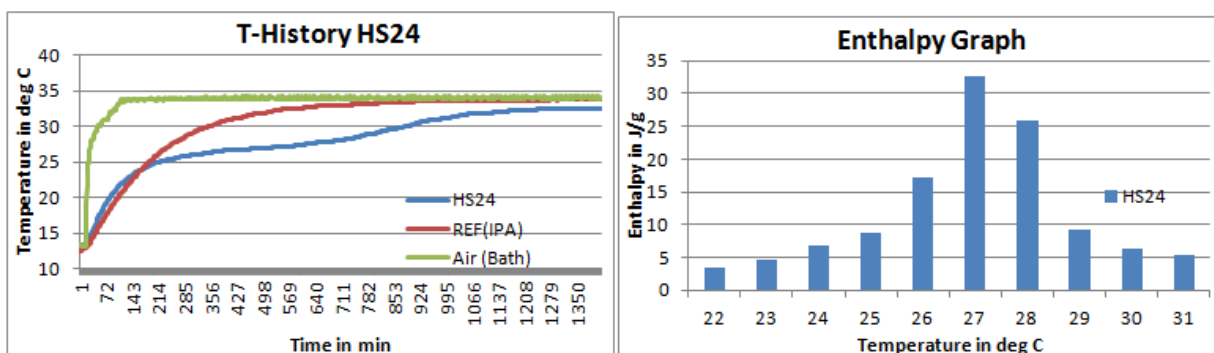 T-History HS24
Temperature in deg C
40
35
30
25
20
15
10
HS24
REF(IPA)
Air (Bath)
1 72 143 214 285 356 427 498 569 640 711 782 853 924 995 1066 1137 1208 1279 1350
Time in min
Enthalpy Graph
Enthalpy in J/g
35
30
25
20
15
10
5
0
HS24
22 23 24 25 26 27 28 29 30 31
Temperature in deg C